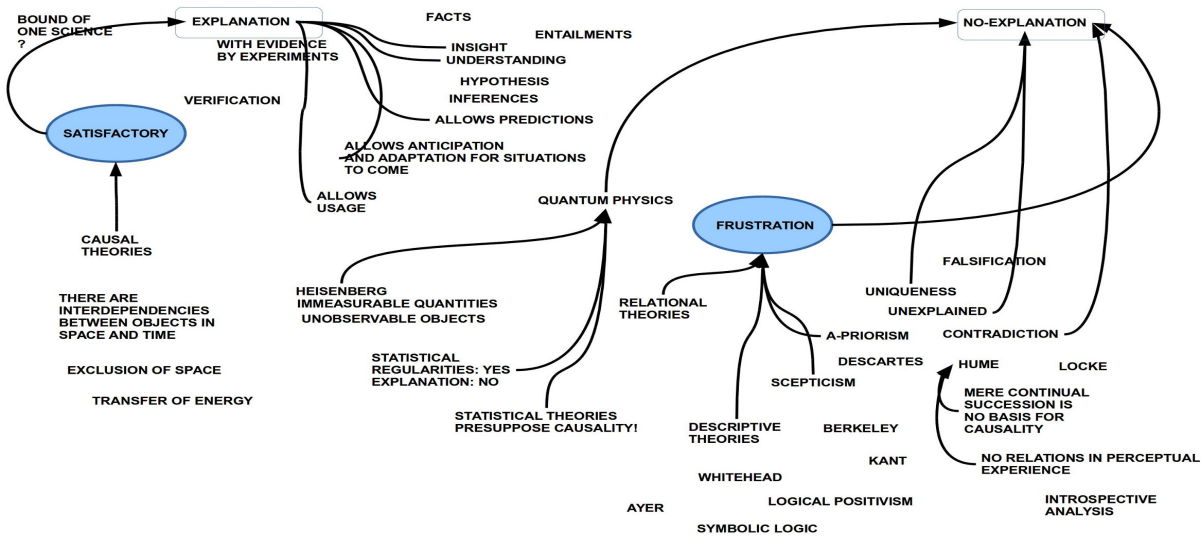 BOUND OF
ONE SCIENCE
?
EXPLANATION
WITH EVIDENCE
BY EXPERIMENTS
FACTS
ENTAILMENTS
INSIGHT
UNDERSTANDING
HYPOTHESIS
INFERENCES
VERIFICATION
ALLOWS PREDICTIONS
SATISFACTORY
ALLOWS ANTICIPATION
AND ADAPTATION FOR SITUATIONS
TO COME
ALLOWS
USAGE
CAUSAL
THEORIES
THERE ARE
INTERDEPENDENCIES
BETWEEN OBJECTS IN
SPACE AND TIME
EXCLUSION OF SPACE
TRANSFER OF ENERGY
NO-EXPLANATION
QUANTUM PHYSICS
FRUSTRATION
HEISENBERG
IMMEASURABLE QUANTITIES
UNOBSERVABLE OBJECTS
STATISTICAL
REGULARITIES: YES
EXPLANATION: NO
STATISTICAL THEORIES
PRESUPPOSE CAUSALITY!
RELATIONAL
THEORIES
FALSIFICATION
UNIQUENESS
UNEXPLAINED
A-PRIORISM
CONTRADICTION
DESCARTES
HUME
LOCKE
SCEPTICISM
MERE CONTINUAL
SUCCESSION IS
NO BASIS FOR
CAUSALITY
DESCRIPTIVE
THEORIES
BERKELEY
KANT
NO RELATIONS IN PERCEPTUAL
EXPERIENCE
WHITEHEAD
AYER
LOGICAL POSITIVISM
INTROSPECTIVE
ANALYSIS
SYMBOLIC LOGIC